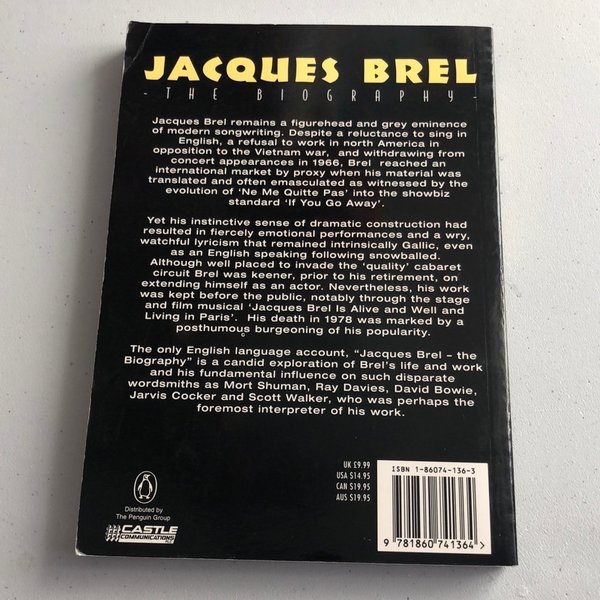 JACQUES BREL
- THE BIOGRAPHY -
Jacques Brel remains a figurehead and grey eminence
of modern songwriting. Despite a reluctance to sing in
English, a refusal to work in north America in
opposition to the Vietnam war, and withdrawing from
concert appearances in 1966, Brel reached an
international market by proxy when his material was
translated and often emasculated as witnessed by the
evolution of 'Ne Me Quitte Pas' into the showbiz
standard 'If You Go Away'.
Yet his instinctive sense of dramatic construction had
resulted in fiercely emotional performances and a wry,
watchful lyricism that remained intrinsically Gallic, even
as an English speaking following snowballed.
Although well placed to invade the 'quality' cabaret
circuit Brel was keener, prior to his retirement, on
extending himself as an actor. Nevertheless, his work
was kept before the public, notably through the stage
and film musical 'Jacques Brel Is Alive and Well and
Living in Paris'. His death in 1978 was marked by a
posthumous burgeoning of his popularity.
The only English language account, "Jacques Brel – the
Biography" is a candid exploration of Brel's life and work
and his fundamental influence on such disparate
wordsmiths as Mort Shuman, Ray Davies, David Bowie,
Jarvis Cocker and Scott Walker, who was perhaps the
foremost interpreter of his work.
UK £9.99
USA $14.95
CAN $19.95
AUS $19.95
ISBN 1-86074-136-3
9 781860 741364 >
Distributed by
The Penguin Group
CASTLE
COMMUNICATIONS